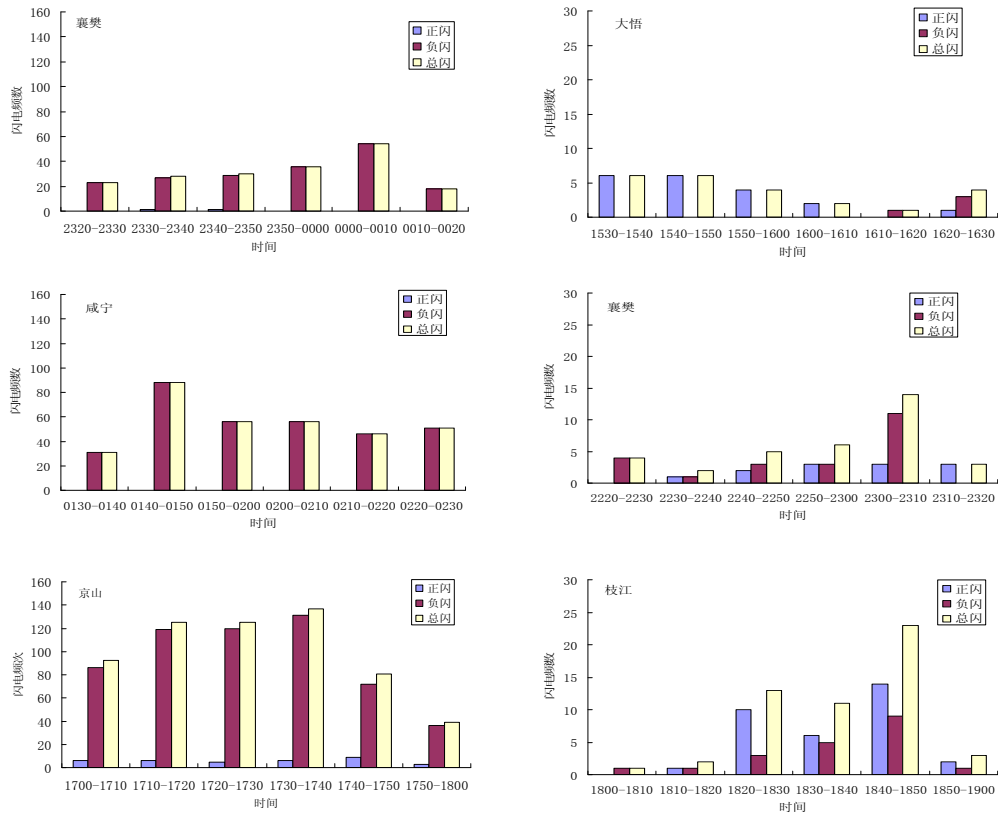 襄樊
正闪
负闪
总闪
闪电频数
160
140
120
100
80
60
40
20
0
2320-2330 2330-2340 2340-2350 2350-0000 0000-0010 0010-0020
时间
大悟
正闪
负闪
总闪
闪电频数
30
25
20
15
10
5
0
1530-1540 1540-1550 1550-1600 1600-1610 1610-1620 1620-1630
时间
咸宁
正闪
负闪
总闪
闪电频数
160
140
120
100
80
60
40
20
0
0130-0140 0140-0150 0150-0200 0200-0210 0210-0220 0220-0230
时间
襄樊
正闪
负闪
总闪
闪电频数
30
25
20
15
10
5
0
2220-2230 2230-2240 2240-2250 2250-2300 2300-2310 2310-2320
时间
京山
正闪
负闪
总闪
闪电频次
160
140
120
100
80
60
40
20
0
1700-1710 1710-1720 1720-1730 1730-1740 1740-1750 1750-1800
时间
枝江
正闪
负闪
总闪
闪电频数
30
25
20
15
10
5
0
1800-1810 1810-1820 1820-1830 1830-1840 1840-1850 1850-1900
时间